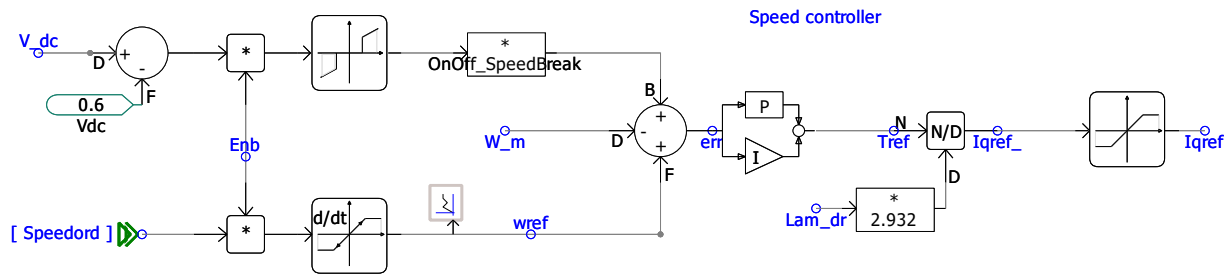 Speed controller
V_dc
+
D
-
F
0.6
Vdc
*
*
OnOff_SpeedBreak
Enb
B
+
-
D
+
F
W_m
err
P
I
Tref
N
N/D
D
Iqref_
Iqref
Lam_dr
*
2.932
[ Speedord ]
*
d/dt
wref